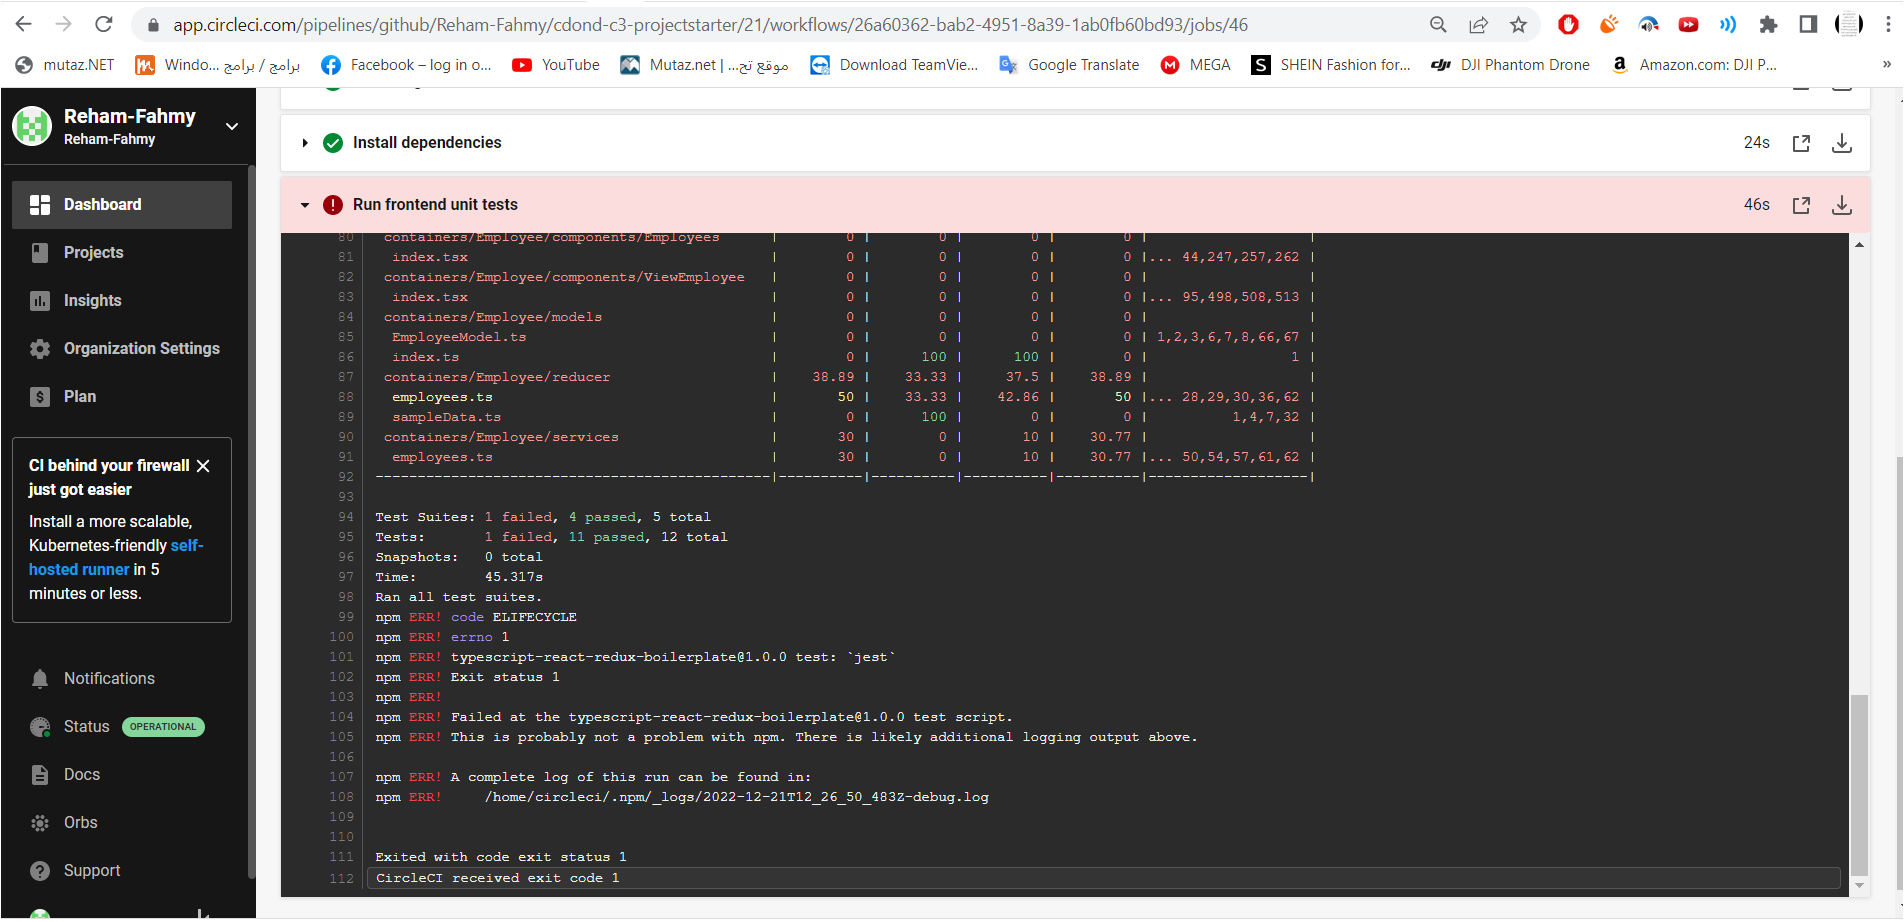 app.circleci.com/pipelines/github/Reham-Fahmy/cdond-c3-projectstarter/21/workflows/26a60362-bab2-4951-8a39-1ab0fb60bd93/jobs/46
mutaz.NET
Windo... برامج / برامج
Facebook – log in o...
YouTube
Mutaz.net | موقع تح...
Download TeamVie...
Google Translate
MEGA
SHEIN Fashion for...
DJI Phantom Drone
Amazon.com: DJI P...
»
Reham-Fahmy
Reham-Fahmy
Dashboard
Projects
Insights
Organization Settings
Plan
CI behind your firewall
just got easier
Install a more scalable,
Kubernetes-friendly self-
hosted runner in 5
minutes or less.
Notifications
Status OPERATIONAL
Docs
Orbs
Support
Install dependencies 24s
Run frontend unit tests 46s
80 containers/Employee/components/Employees | 0 | 0 | 0 | 0 | |
81 index.tsx | 0 | 0 | 0 | 0 |... 44,247,257,262 |
82 containers/Employee/components/ViewEmployee | 0 | 0 | 0 | 0 | |
83 index.tsx | 0 | 0 | 0 | 0 |... 95,498,508,513 |
84 containers/Employee/models | 0 | 0 | 0 | 0 | |
85 EmployeeModel.ts | 0 | 0 | 0 | 0 | 1,2,3,6,7,8,66,67 |
86 index.ts | 0 | 100 | 100 | 0 | 1 |
87 containers/Employee/reducer | 38.89 | 33.33 | 37.5 | 38.89 | |
88 employees.ts | 50 | 33.33 | 42.86 | 50 |... 28,29,30,36,62 |
89 sampleData.ts | 0 | 100 | 0 | 0 | 1,4,7,32 |
90 containers/Employee/services | 30 | 0 | 10 | 30.77 | |
91 employees.ts | 30 | 0 | 10 | 30.77 |... 50,54,57,61,62 |
92 -----------------------------------------------|----------|----------|----------|----------|-------------------|
93
94 Test Suites: 1 failed, 4 passed, 5 total
95 Tests: 1 failed, 11 passed, 12 total
96 Snapshots: 0 total
97 Time: 45.317s
98 Ran all test suites.
99 npm ERR! code ELIFECYCLE
100 npm ERR! errno 1
101 npm ERR! typescript-react-redux-boilerplate@1.0.0 test: `jest`
102 npm ERR! Exit status 1
103 npm ERR!
104 npm ERR! Failed at the typescript-react-redux-boilerplate@1.0.0 test script.
105 npm ERR! This is probably not a problem with npm. There is likely additional logging output above.
106
107 npm ERR! A complete log of this run can be found in:
108 npm ERR! /home/circleci/.npm/_logs/2022-12-21T12_26_50_483Z-debug.log
109
110
111 Exited with code exit status 1
112 CircleCI received exit code 1